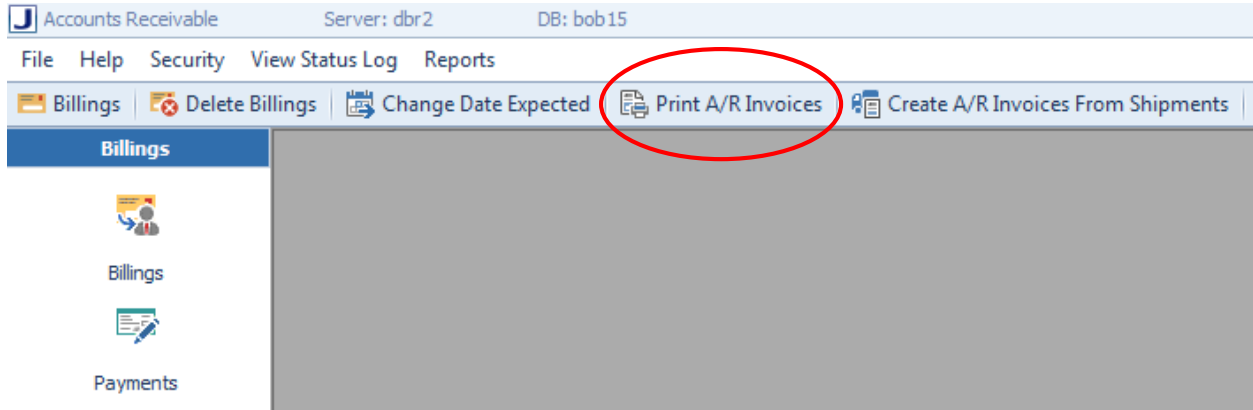 J Accounts Receivable Server: dbr2 DB: bob15
File Help Security View Status Log Reports
Billings Delete Billings Change Date Expected Print A/R Invoices Create A/R Invoices From Shipments
Billings
Billings
Payments